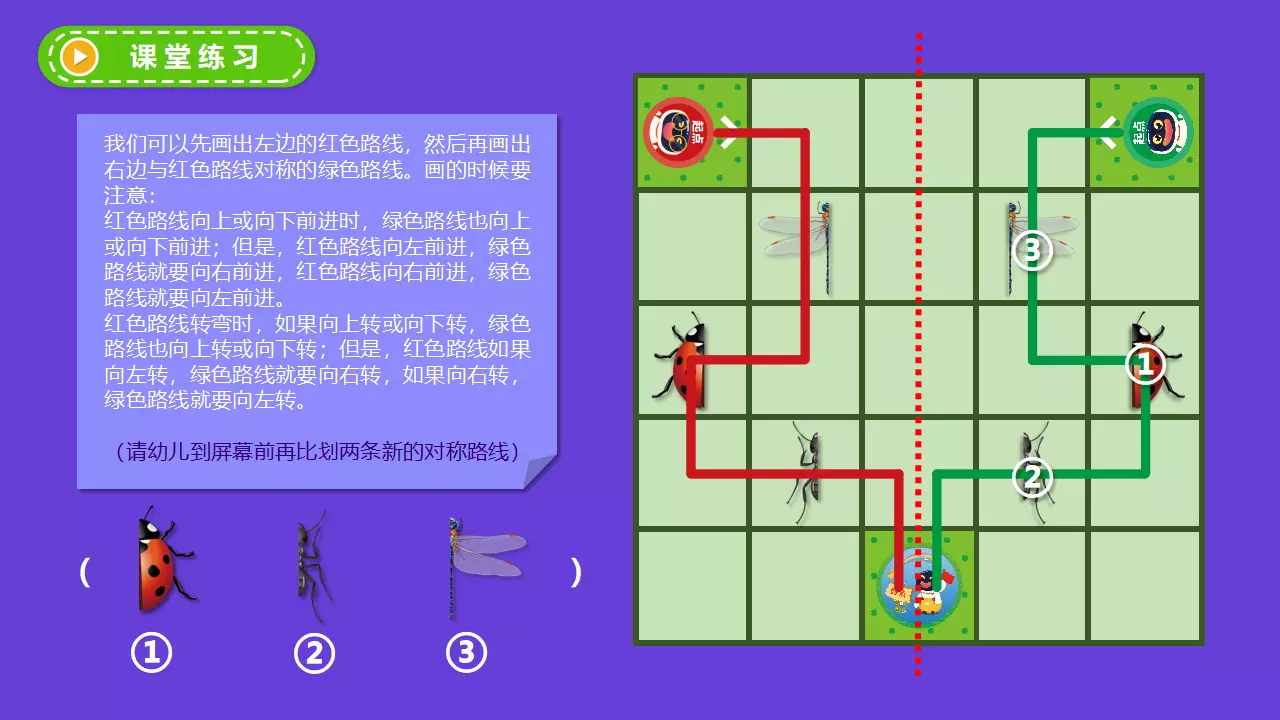 课堂练习
我们可以先画出左边的红色路线，然后再画出
右边与红色路线对称的绿色路线。画的时候要
注意：
红色路线向上或向下前进时，绿色路线也向上
或向下前进；但是，红色路线向左前进，绿色
路线就要向右前进，红色路线向右前进，绿色
路线就要向左前进。
红色路线转弯时，如果向上转或向下转，绿色
路线也向上转或向下转；但是，红色路线如果
向左转，绿色路线就要向右转，如果向右转，
绿色路线就要向左转。
（请幼儿到屏幕前再比划两条新的对称路线）
（ ）
① ② ③
起点
起点
③
①
②